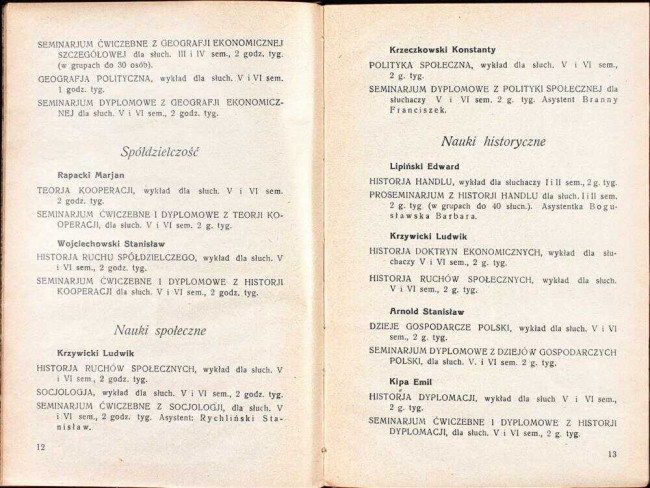 SEMINARJUM ĆWICZEBNE Z GEOGRAFJI EKONOMICZNEJ
SZCZEGÓŁOWEJ dla słuch. III i IV sem., 2 godz. tyg.
(w grupach do 30 osób).
GEOGRAFJA POLITYCZNA, wykład dla słuch. V i VI sem.
1 godz. tyg.
SEMINARJUM DYPLOMOWE Z GEOGRAFJI EKONOMICZ-
NEJ dla słuch. V i VI sem., 2 godz. tyg.
Spółdzielczość
Rapacki Marjan
TEORJA KOOPERACJI, wykład dla słuch. V i VI sem.
2 godz. tyg.
SEMINARJUM ĆWICZEBNE I DYPLOMOWE Z TEORJI KO-
OPERACJI, dla słuch. V i VI sem. 2 g. tyg.
Wojciechowski Stanisław
HISTORJA RUCHU SPÓŁDZIELCZEGO, wykład dla słuch. V
i VI sem., 2 godz. tyg.
SEMINARJUM ĆWICZEBNE I DYPLOMOWE Z HISTORJI
KOOPERACJI dla słuch. V i VI sem., 2 godz. tyg.
Nauki społeczne
Krzywicki Ludwik
HISTORJA RUCHÓW SPOŁECZNYCH, wykład dla słuch. V
i VI sem., 2 godz. tyg.
SOCJOLOGJA, wykład dla słuch. V i VI sem., 2 godz. tyg.
SEMINARJUM ĆWICZEBNE Z SOCJOLOGJI, dla słuch. V
i VI sem., 2 godz. tyg. Asystent: Rychliński Sta-
nisław.
12
Krzeczkowski Konstanty
POLITYKA SPOŁECZNA, wykład dla słuch. V i VI sem.,
2 g. tyg.
SEMINARJUM DYPLOMOWE Z POLITYKI SPOŁECZNEJ dla
słuchaczy V i VI sem. 2 g. tyg. Asystent Branny
Franciszek.
Nauki historyczne
Lipiński Edward
HISTORJA HANDLU, wykład dla słuchaczy I i II sem., 2 g. tyg.
PROSEMINARJUM Z HISTORJI HANDLU dla słuch. I i II sem.
2 g. tyg. (w grupach do 40 słuch.). Asystentka Bogu-
sławska Barbara.
Krzywicki Ludwik
HISTORJA DOKTRYN EKONOMICZNYCH, wykład dla słu-
chaczy V i VI sem., 2 g. tyg.
HISTORJA RUCHÓW SPOŁECZNYCH, wykład dla słuch.
V i VI sem., 2 g. tyg.
Arnold Stanisław
DZIEJE GOSPODARCZE POLSKI, wykład dla słuch. V i VI
sem., 2 g. tyg.
SEMINARJUM DYPLOMOWE Z DZIEJÓW GOSPODARCZYCH
POLSKI, dla słuch. V. i VI sem. 2 g. tyg.
Kipa Emil
HISTORJA DYPLOMACJI, wykład dla słuch V i VI sem.,
2 g. tyg.
SEMINARJUM ĆWICZEBNE I DYPLOMOWE Z HISTORJI
DYPLOMACJI, dla słuch. V i VI sem., 2 g. tyg.
13